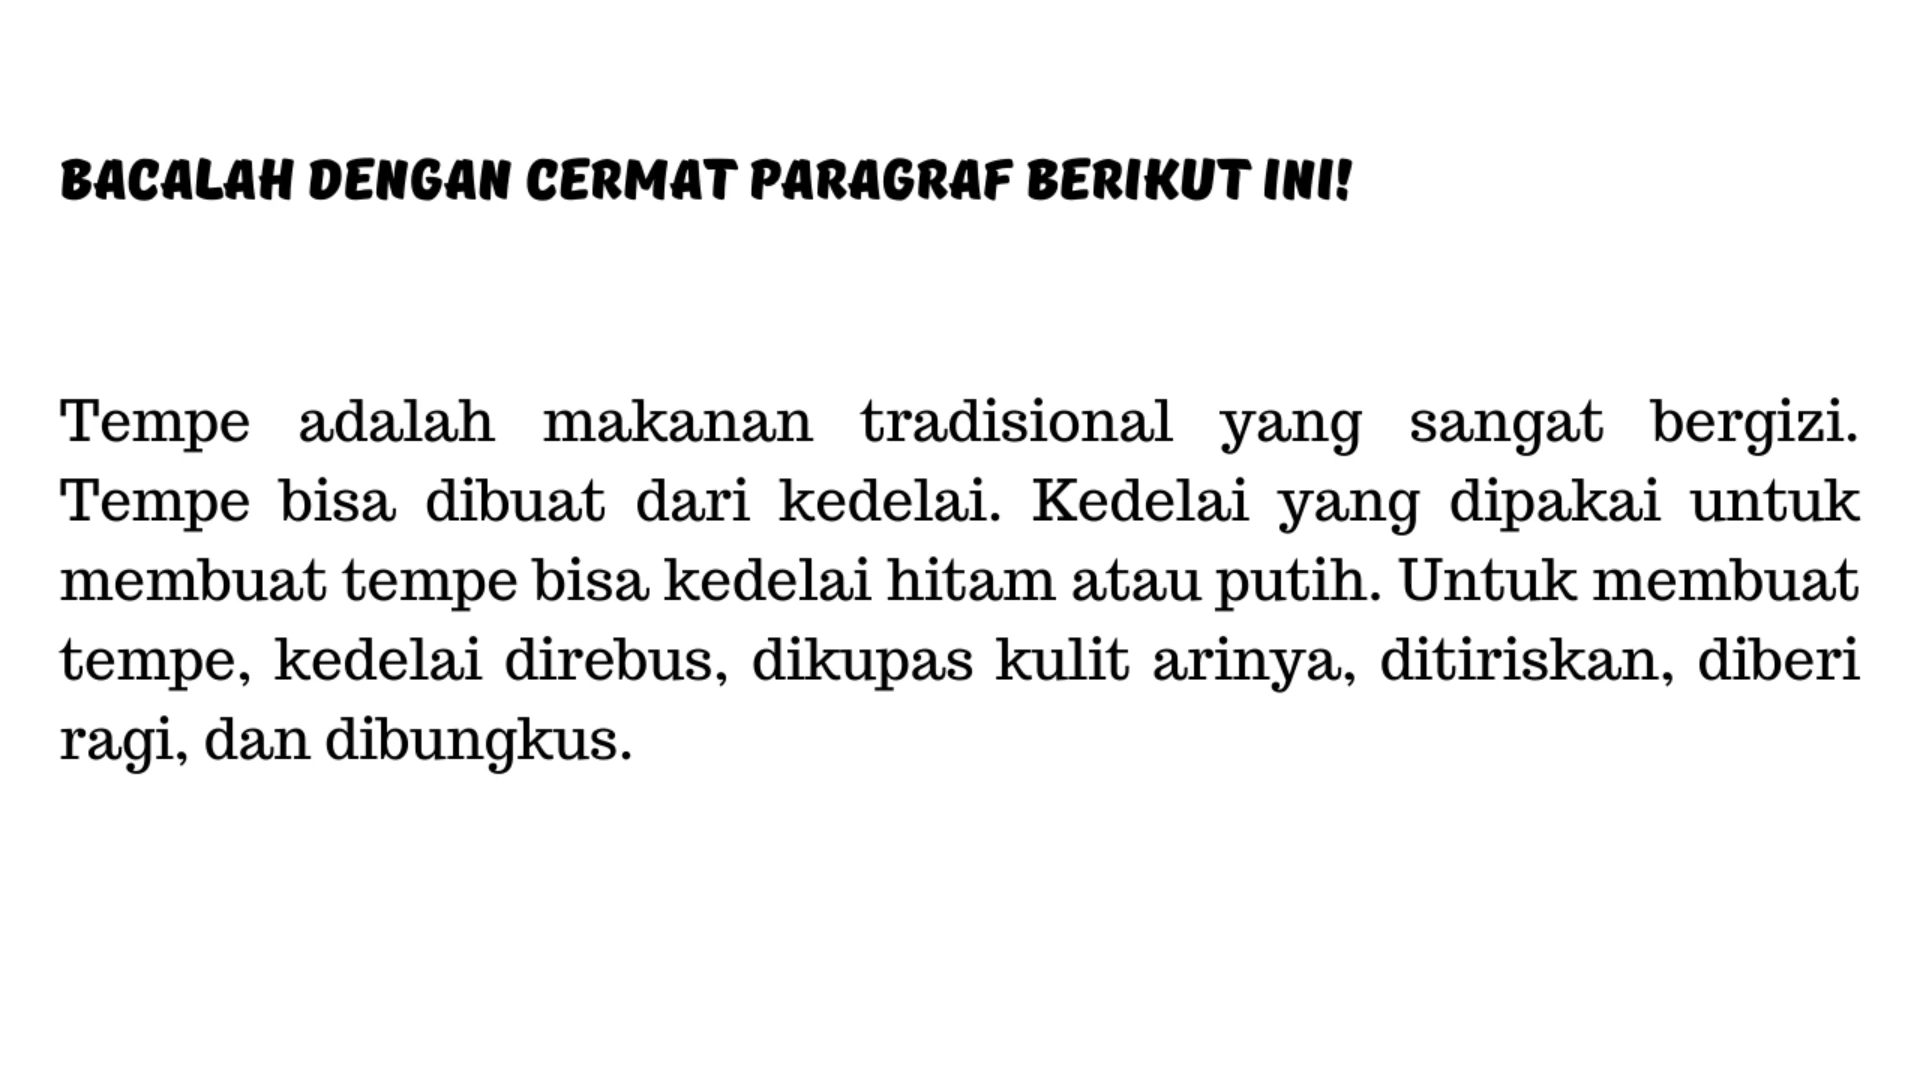 BACALAH DENGAN CERMAT PARAGRAF BERIKUT INI!
Tempe adalah makanan tradisional yang sangat bergizi.
Tempe bisa dibuat dari kedelai. Kedelai yang dipakai untuk
membuat tempe bisa kedelai hitam atau putih. Untuk membuat
tempe, kedelai direbus, dikupas kulit arinya, ditiriskan, diberi
ragi, dan dibungkus.